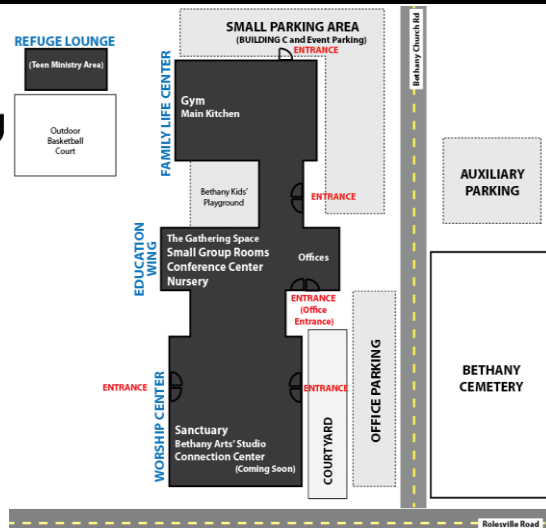 SMALL PARKING AREA
(BUILDING C and Event Parking)
ENTRANCE
Bethany Church Rd
REFUGE LOUNGE
(Teen Ministry Area)
Outdoor
Basketball
Court
FAMILY LIFE CENTER
Gym
Main Kitchen
Bethany Kids'
Playground
ENTRANCE
AUXILIARY
PARKING
EDUCATION
WING
The Gathering Space
Small Group Rooms
Conference Center
Nursery
Offices
ENTRANCE
(Office
Entrance)
BETHANY
CEMETERY
WORSHIP CENTER
ENTRANCE
ENTRANCE
Sanctuary
Bethany Arts' Studio
Connection Center
(Coming Soon)
COURTYARD
OFFICE PARKING
Rolesville Road